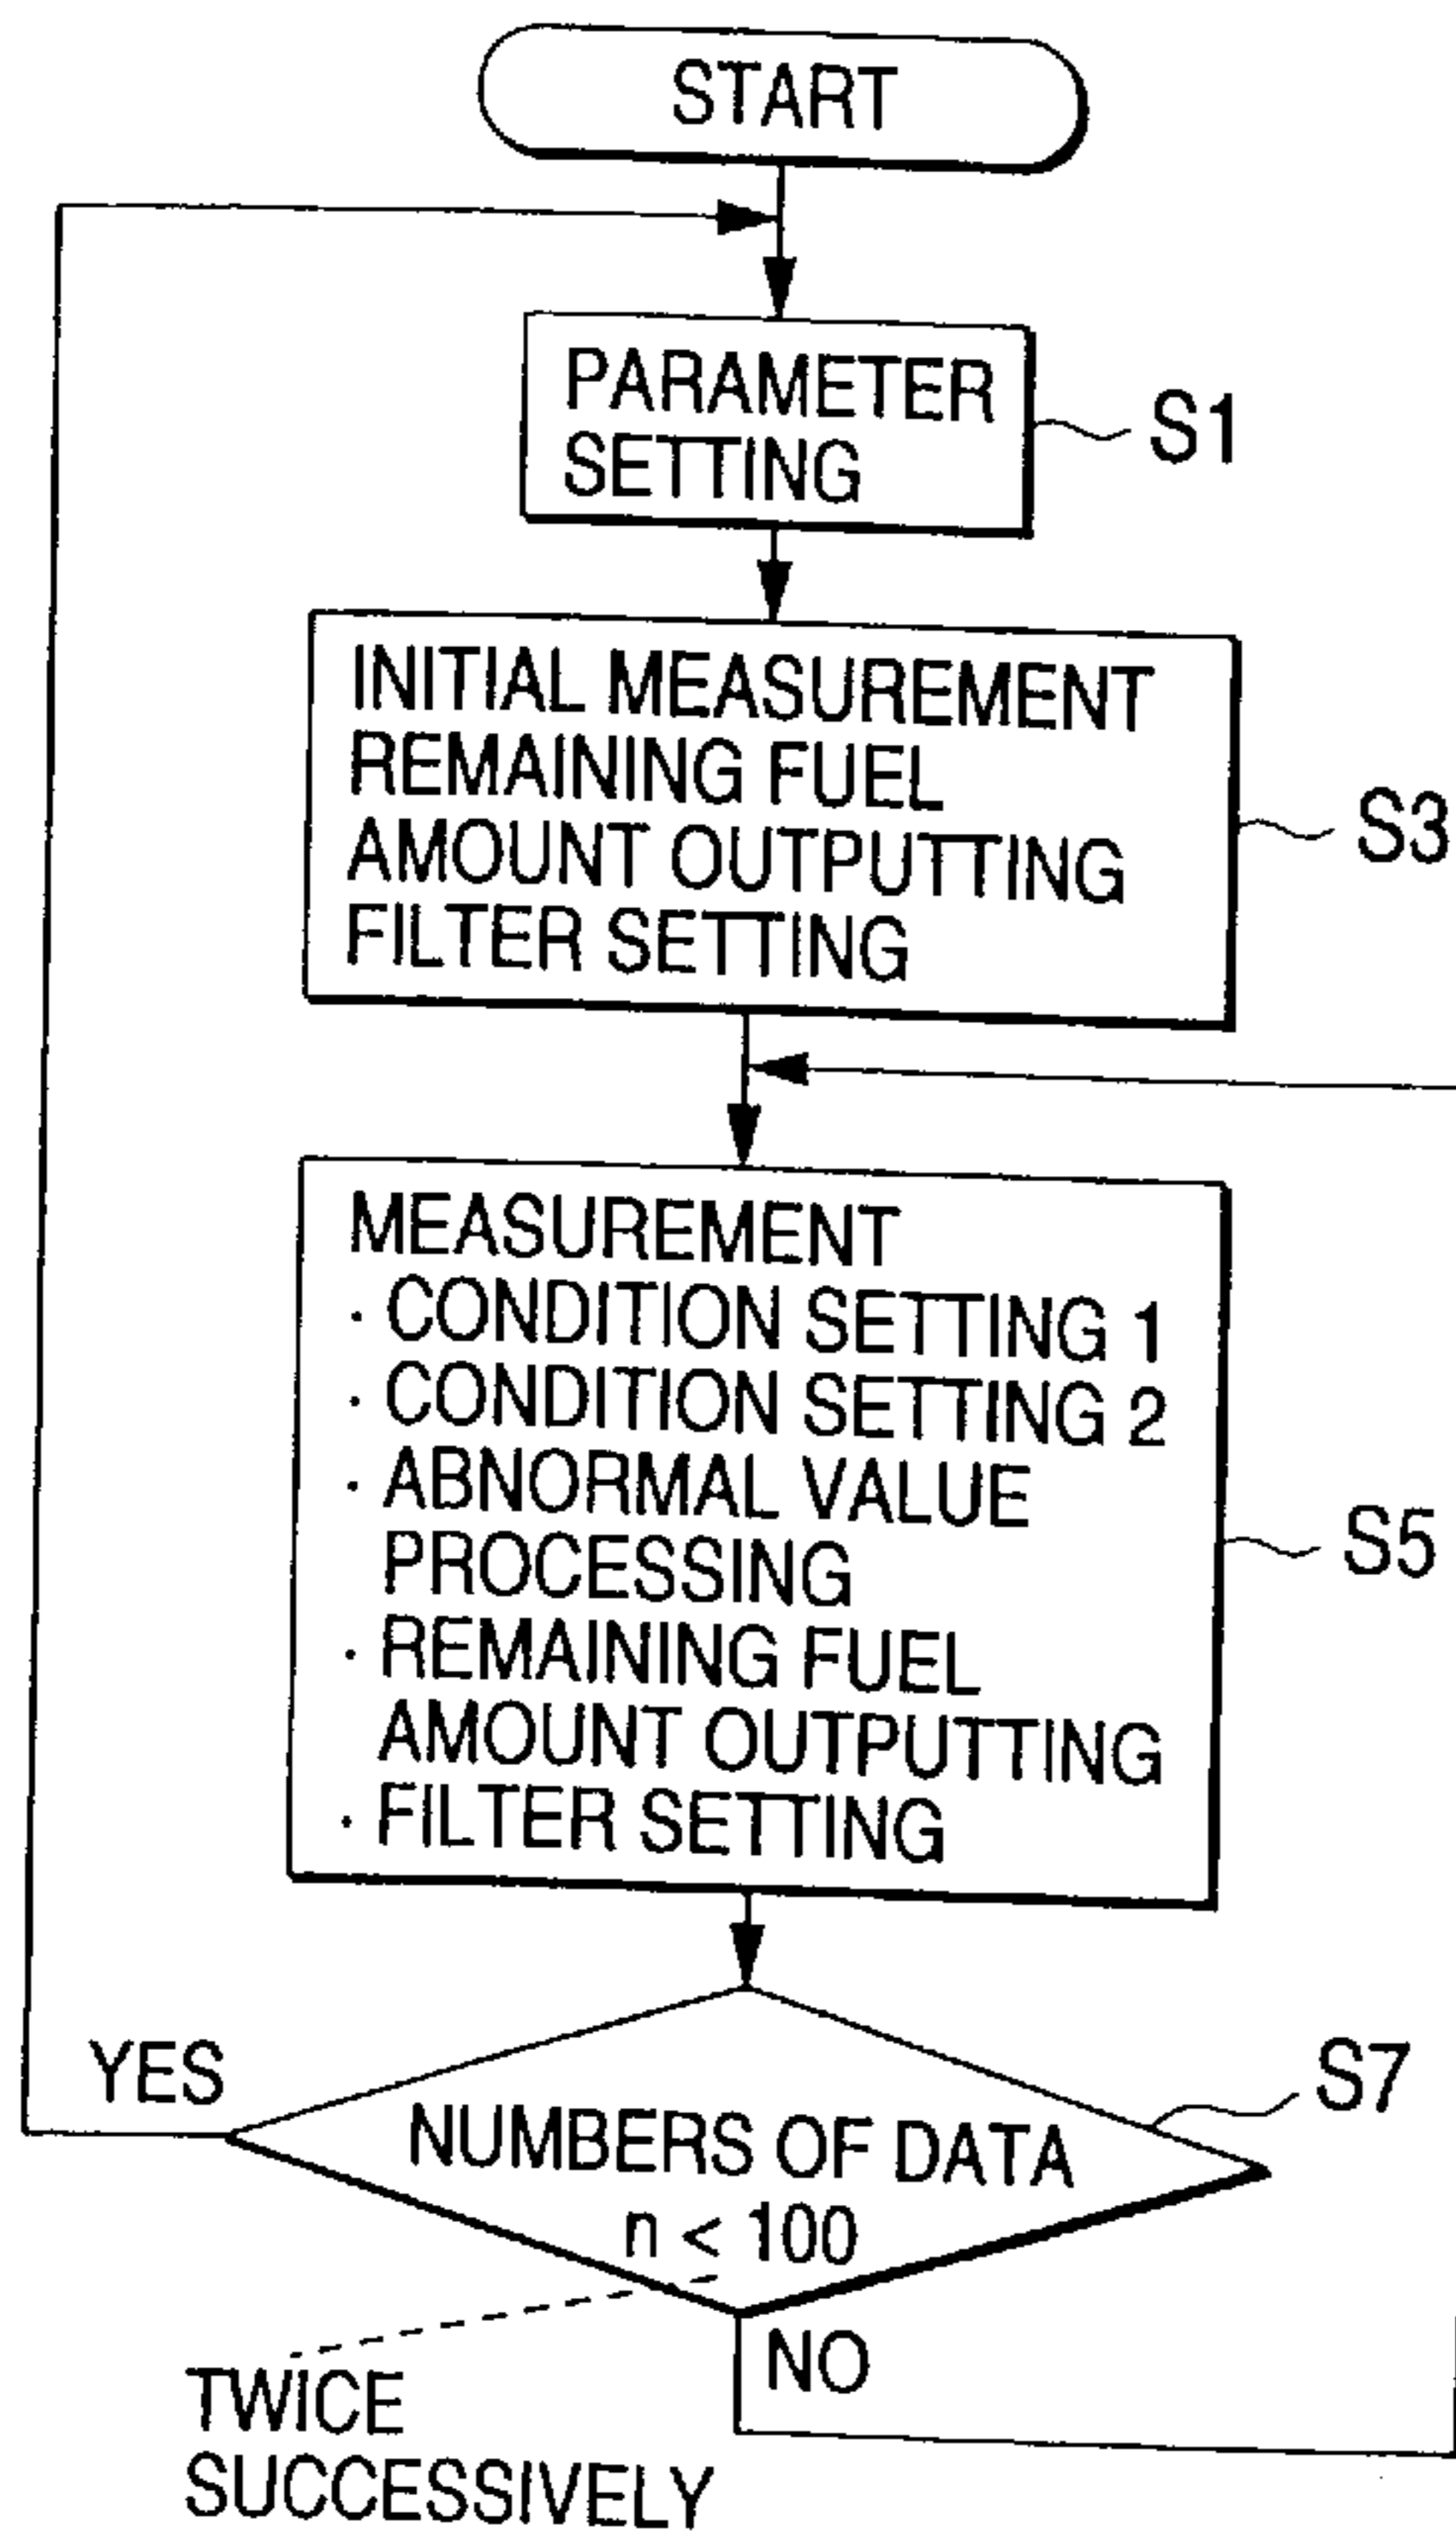 START
PARAMETER
SETTING
S1
INITIAL MEASUREMENT
REMAINING FUEL
AMOUNT OUTPUTTING
FILTER SETTING
S3
MEASUREMENT
· CONDITION SETTING 1
· CONDITION SETTING 2
· ABNORMAL VALUE
PROCESSING
· REMAINING FUEL
AMOUNT OUTPUTTING
· FILTER SETTING
S5
YES
S7
NUMBERS OF DATA
n < 100
NO
TWICE
SUCCESSIVELY